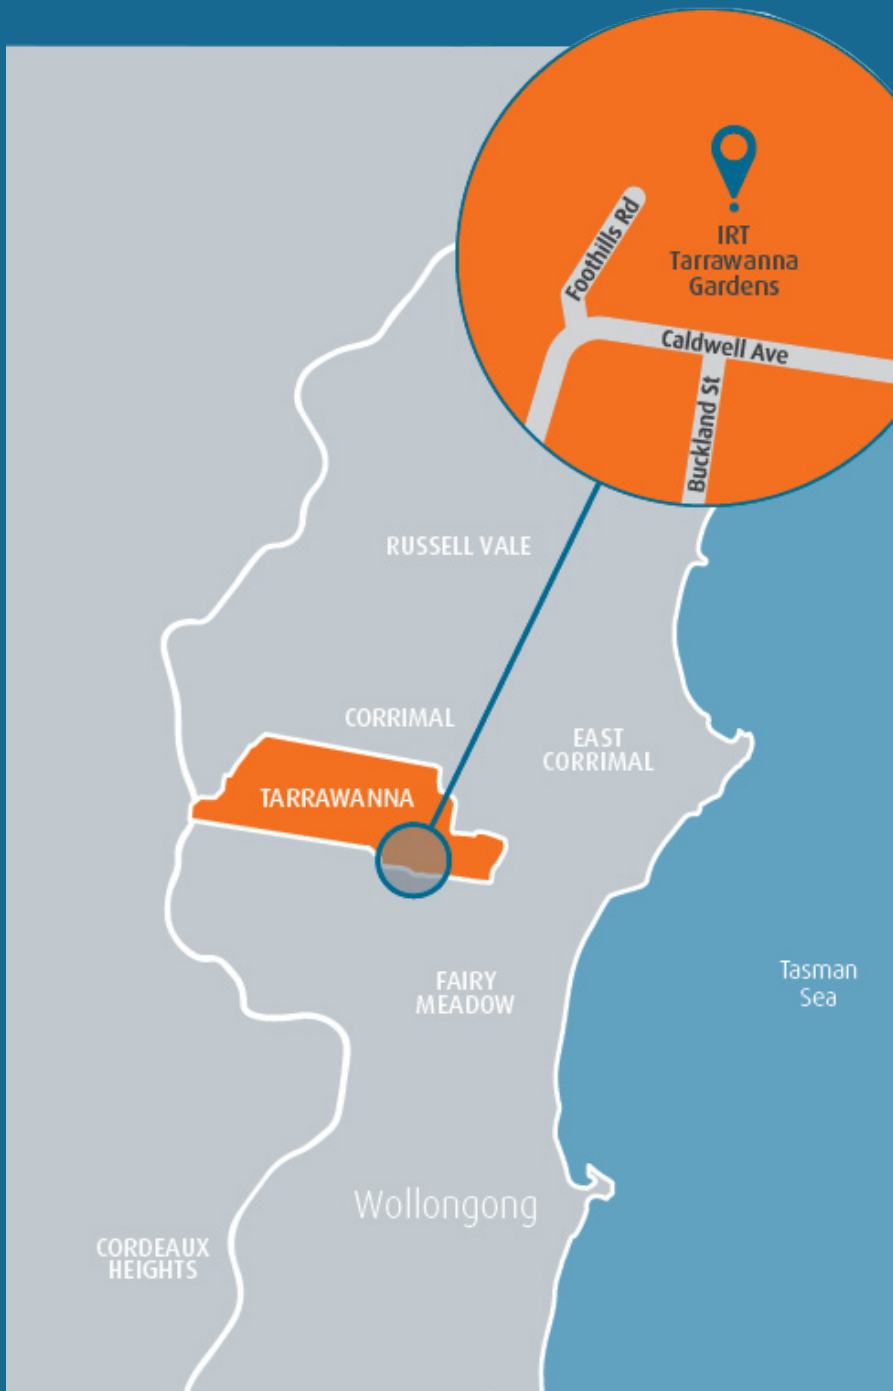 Foothills Rd
IRT
Tarrawanna
Gardens
Caldwell Ave
Buckland St
RUSSELL VALE
CORRIMAL
EAST
CORRIMAL
TARRAWANNA
FAIRY
MEADOW
Tasman
Sea
Wollongong
CORDEAUX
HEIGHTS